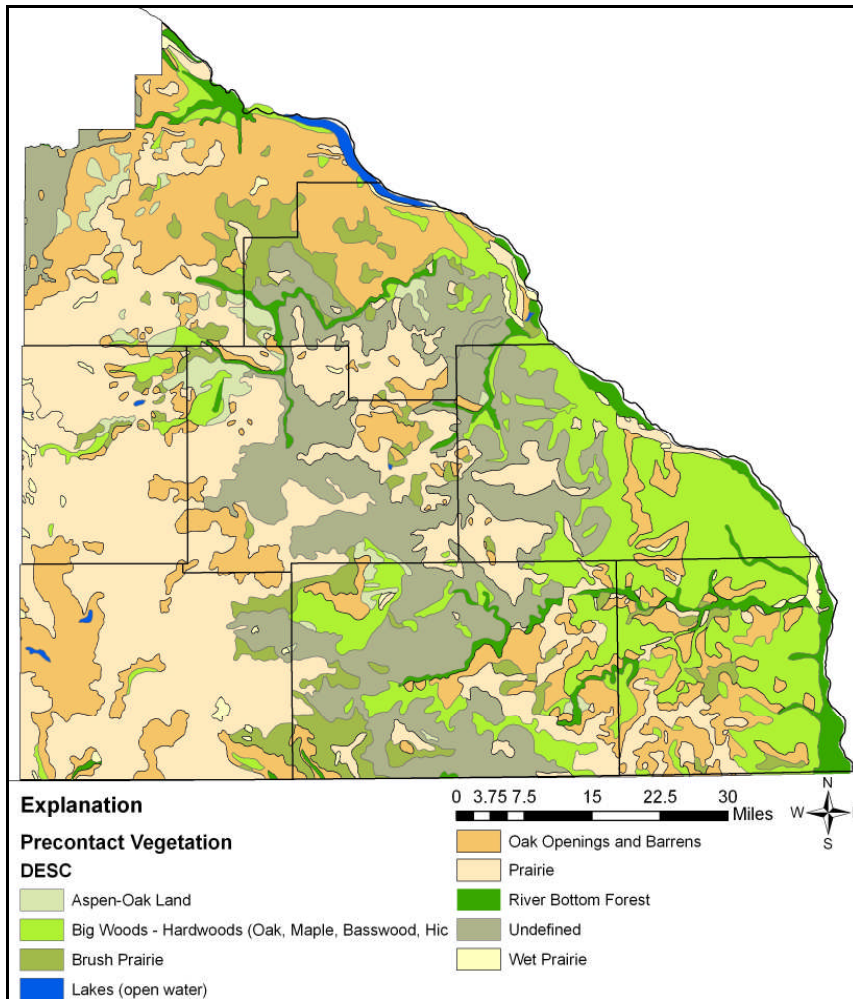 Explanation
Precontact Vegetation
DESC
Aspen-Oak Land
Big Woods - Hardwoods (Oak, Maple, Basswood, Hic
Brush Prairie
Lakes (open water)
0 3.75 7.5 15 22.5 30
Miles
Oak Openings and Barrens
Prairie
River Bottom Forest
Undefined
Wet Prairie
N
W
S